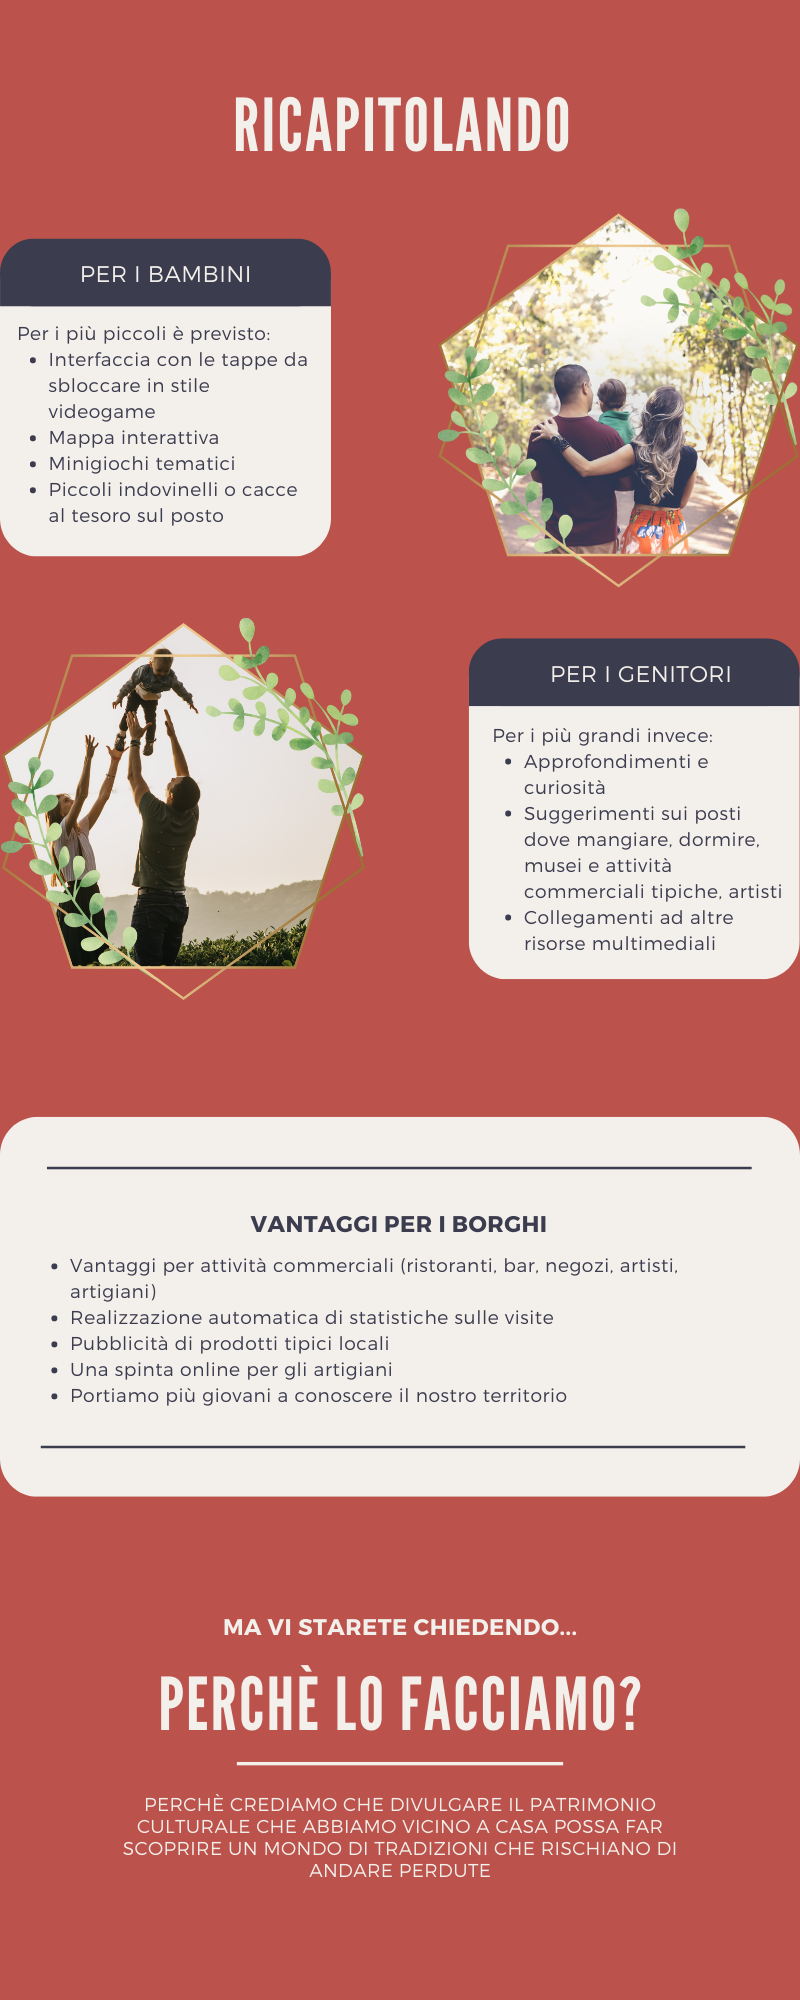 RICAPITOLANDO
PER I BAMBINI
Per i più piccoli è previsto:
• Interfaccia con le tappe da
sbloccare in stile
videogame
• Mappa interattiva
• Minigiochi tematici
• Piccoli indovinelli o cacce
al tesoro sul posto
PER I GENITORI
Per i più grandi invece:
• Approfondimenti e
curiosità
• Suggerimenti sui posti
dove mangiare, dormire,
musei e attività
commerciali tipiche, artisti
• Collegamenti ad altre
risorse multimediali
VANTAGGI PER I BORGHI
• Vantaggi per attività commerciali (ristoranti, bar, negozi, artisti,
artigiani)
• Realizzazione automatica di statistiche sulle visite
• Pubblicità di prodotti tipici locali
• Una spinta online per gli artigiani
• Portiamo più giovani a conoscere il nostro territorio
MA VI STARETE CHIEDENDO...
PERCHÈ LO FACCIAMO?
PERCHÈ CREDIAMO CHE DIVULGARE IL PATRIMONIO
CULTURALE CHE ABBIAMO VICINO A CASA POSSA FAR
SCOPRIRE UN MONDO DI TRADIZIONI CHE RISCHIANO DI
ANDARE PERDUTE